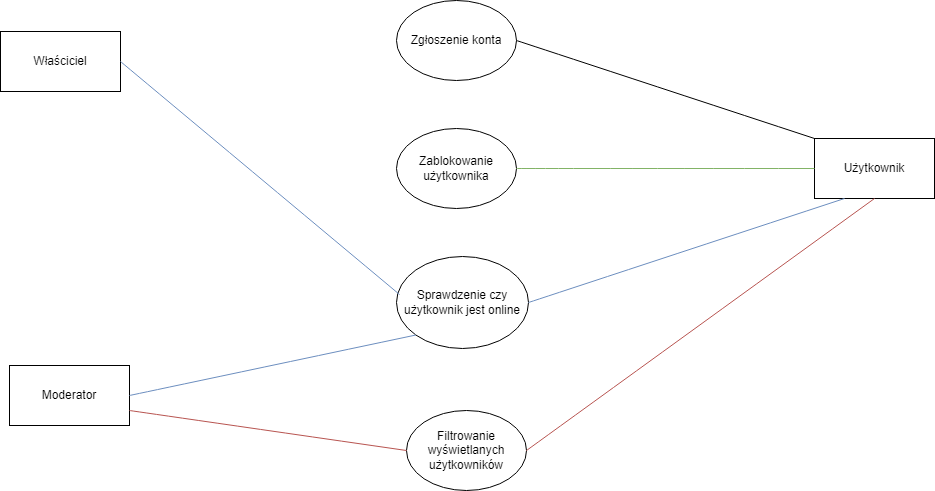 Zgłoszenie konta
Właściciel
Zablokowanie
użytkownika
Użytkownik
Sprawdzenie czy
użytkownik jest online
Moderator
Filtrowanie
wyświetlanych
użytkowników